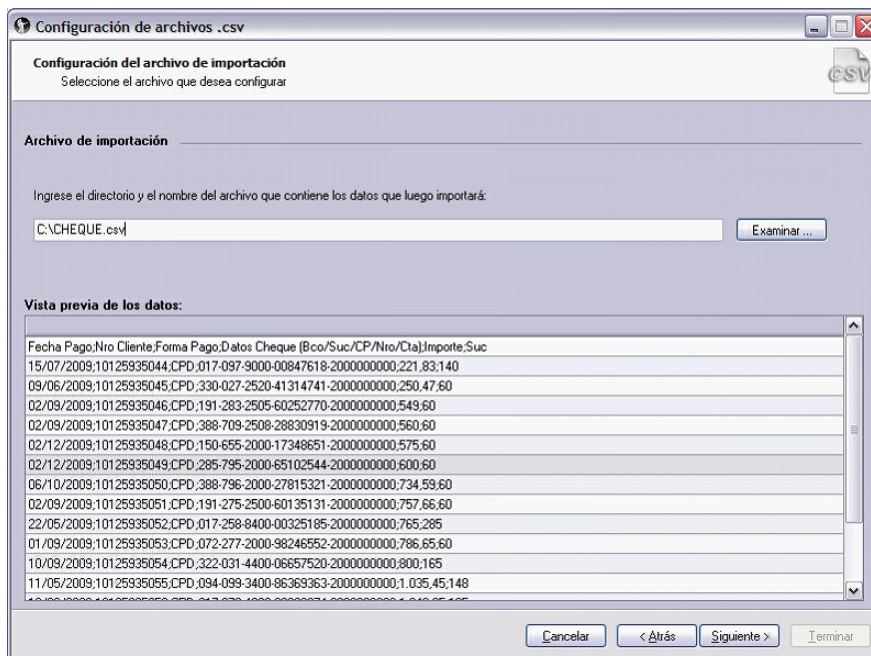 Configuración de archivos .csv
Configuración del archivo de importación
Seleccione el archivo que desea configurar
CSV
Archivo de importación
Ingrese el directorio y el nombre del archivo que contiene los datos que luego importará:
C:\CHEQUE.csv
Examinar ...
Vista previa de los datos:
Fecha Pago;Nro Cliente;Forma Pago;Datos Cheque (Bco/Suc/CP/Nro/Cta);Importe;Suc
15/07/2009;10125935044;CPD;017-097-9000-00847618-2000000000;221,83;140
09/06/2009;10125935045;CPD;330-027-2520-41314741-2000000000;250,47;60
02/09/2009;10125935046;CPD;191-283-2505-60252770-2000000000;549;60
02/09/2009;10125935047;CPD;388-709-2508-28830919-2000000000;560;60
02/12/2009;10125935048;CPD;150-655-2000-17348651-2000000000;575;60
02/12/2009;10125935049;CPD;285-795-2000-65102544-2000000000;600;60
06/10/2009;10125935050;CPD;388-796-2000-27815321-2000000000;734,59;60
02/09/2009;10125935051;CPD;191-275-2500-60135131-2000000000;757,66;60
22/05/2009;10125935052;CPD;017-258-8400-00325185-2000000000;765;285
01/09/2009;10125935053;CPD;072-277-2000-98246552-2000000000;786,65;60
10/09/2009;10125935054;CPD;322-031-4400-06657520-2000000000;800;165
11/05/2009;10125935055;CPD;094-099-3400-86369363-2000000000;1.035,45;148
Cancelar
< Atrás
Siguiente >
Terminar